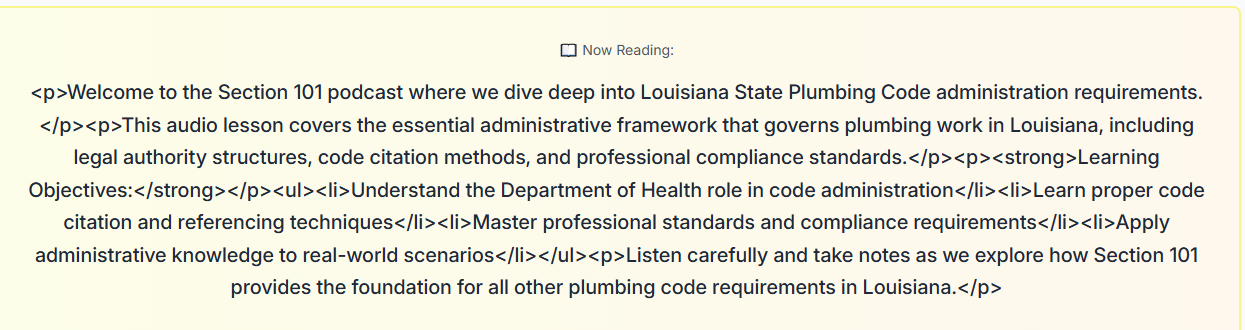 📖 Now Reading:
<p>Welcome to the Section 101 podcast where we dive deep into Louisiana State Plumbing Code administration requirements.
</p><p>This audio lesson covers the essential administrative framework that governs plumbing work in Louisiana, including
legal authority structures, code citation methods, and professional compliance standards.</p><p><strong>Learning
Objectives:</strong></p><ul><li>Understand the Department of Health role in code administration</li><li>Learn proper code
citation and referencing techniques</li><li>Master professional standards and compliance requirements</li><li>Apply
administrative knowledge to real-world scenarios</li></ul><p>Listen carefully and take notes as we explore how Section 101
provides the foundation for all other plumbing code requirements in Louisiana.</p>